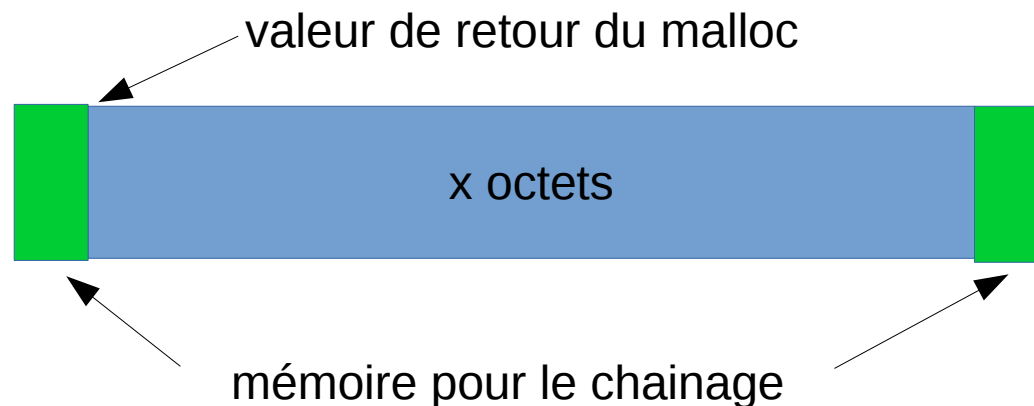 valeur de retour du malloc
x octets
mémoire pour le chainage